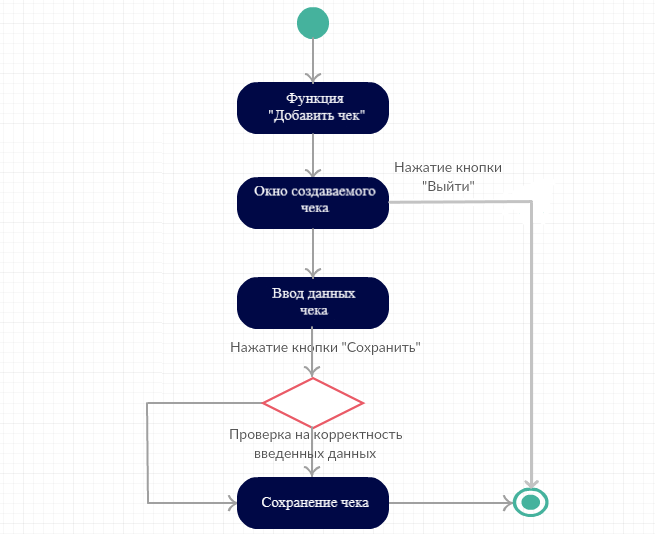 Функция
"Добавить чек"
Нажатие кнопки
"Выйти"
Окно создаваемого
чека
Ввод данных
чека
Нажатие кнопки "Сохранить"
Проверка на корректность
введенных данных
Сохранение чека